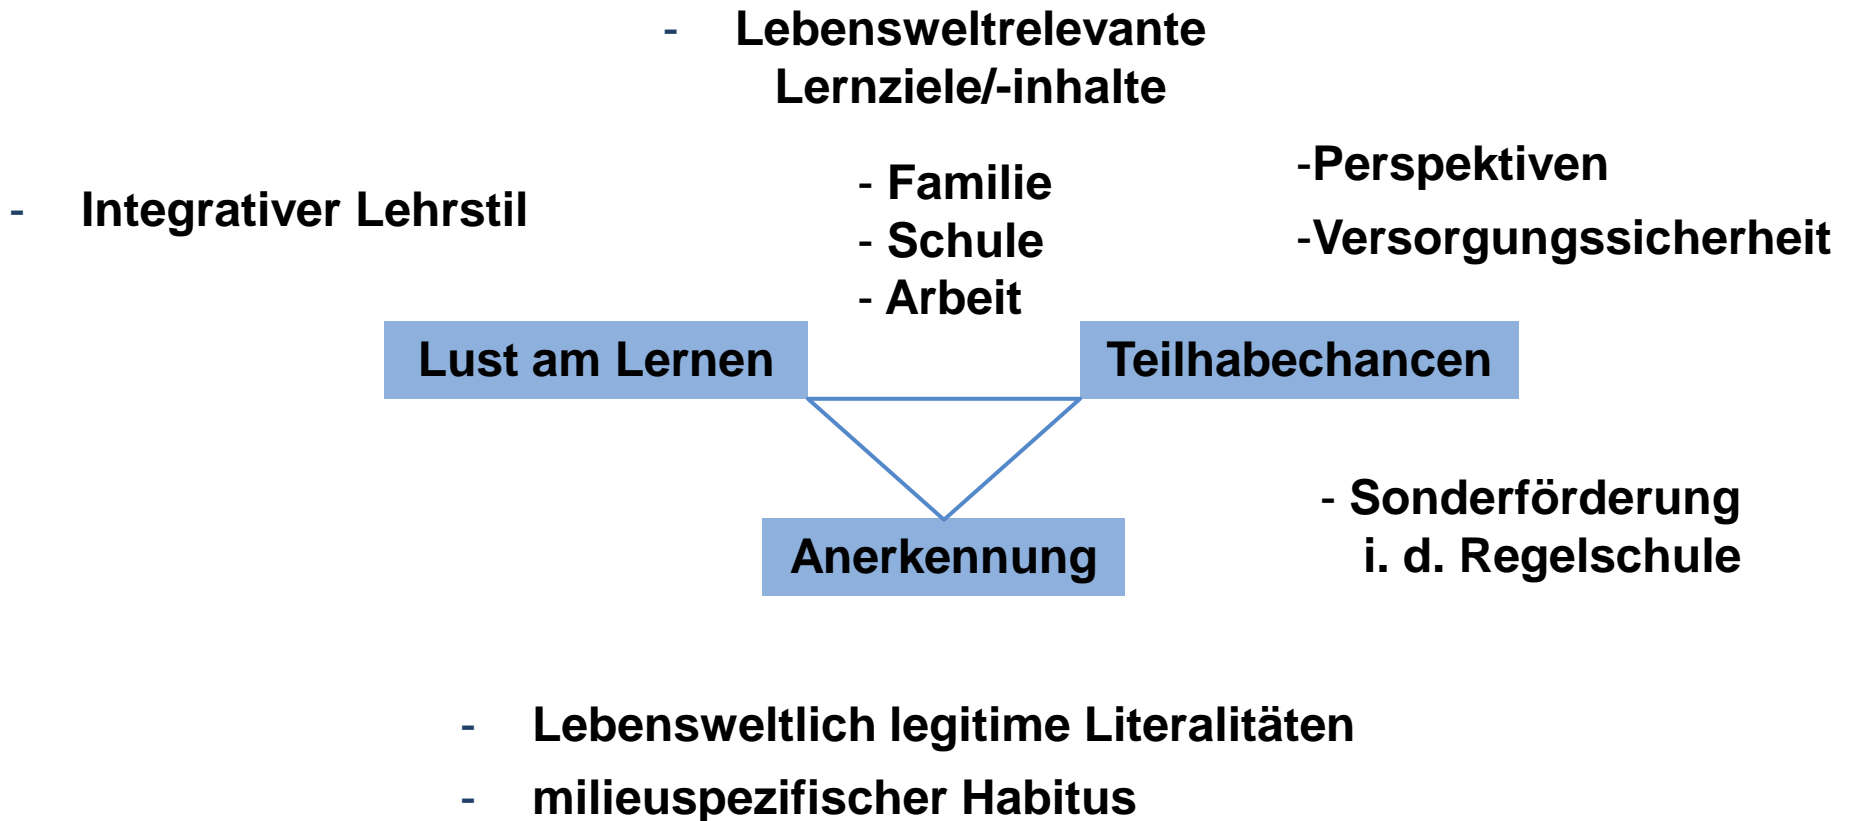 - Lebensweltrelevante
Lernziele/-inhalte
- Integrativer Lehrstil
- Familie
- Schule
- Arbeit
-Perspektiven
-Versorgungssicherheit
Lust am Lernen
Teilhabechancen
Anerkennung
- Sonderförderung
i. d. Regelschule
- Lebensweltlich legitime Literalitäten
- milieuspezifischer Habitus